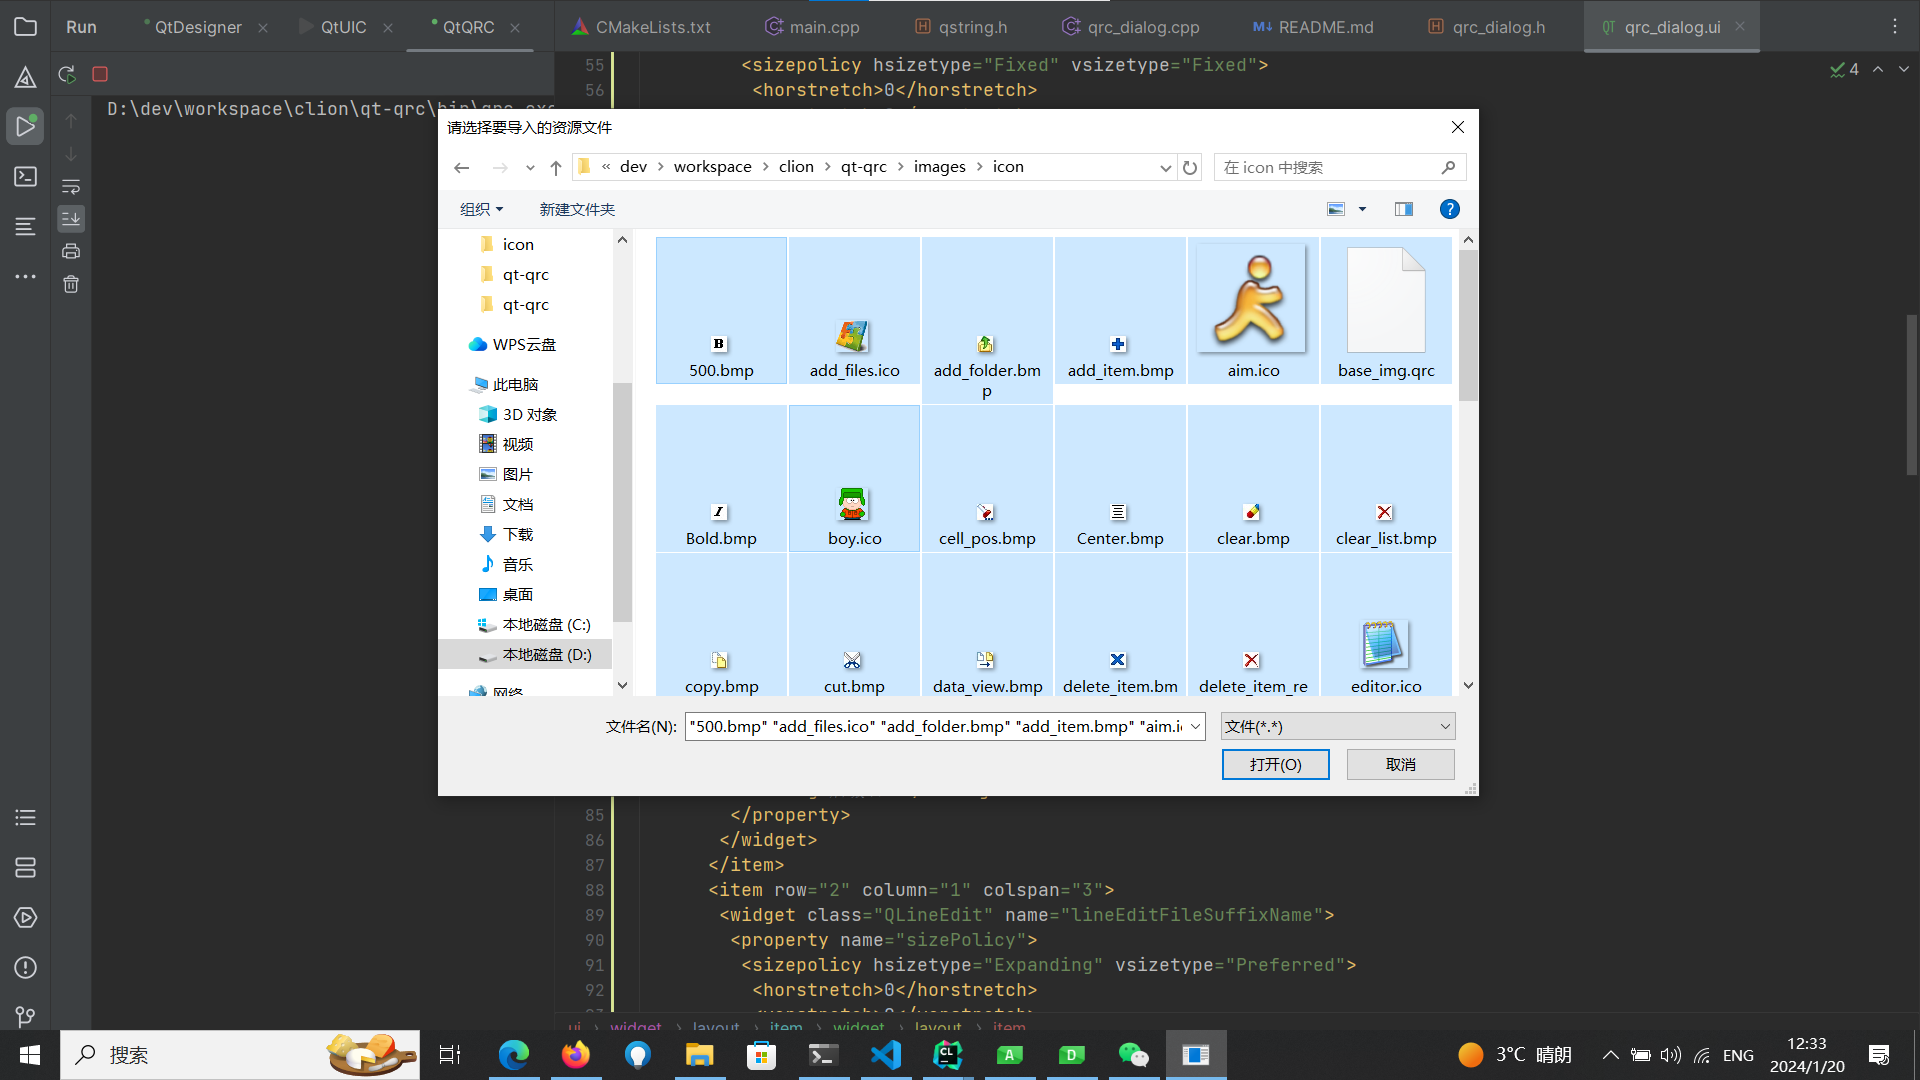 Run
QtDesigner
QtUIC
QtQRC
CMakeLists.txt
main.cpp
qstring.h
qrc_dialog.cpp
README.md
qrc_dialog.h
qrc_dialog.ui
D:\dev\workspace\clion\qt-qrc\bin\qrc.exe
55 <sizepolicy hsizetype="Fixed" vsizetype="Fixed">
56 <horstretch>0</horstretch>
4
请选择要导入的资源文件
« dev › workspace › clion › qt-qrc › images › icon
在 icon 中搜索
组织
新建文件夹
icon
qt-qrc
qt-qrc
WPS云盘
此电脑
3D 对象
视频
图片
文档
下载
音乐
桌面
本地磁盘 (C:)
本地磁盘 (D:)
网络
500.bmp
add_files.ico
add_folder.bm
p
add_item.bmp
aim.ico
base_img.qrc
Bold.bmp
boy.ico
cell_pos.bmp
Center.bmp
clear.bmp
clear_list.bmp
copy.bmp
cut.bmp
data_view.bmp
delete_item.bm
delete_item_re
editor.ico
文件名(N):
"500.bmp" "add_files.ico" "add_folder.bmp" "add_item.bmp" "aim.i
文件(*.*)
打开(O)
取消
85 </property>
86 </widget>
87 </item>
88 <item row="2" column="1" colspan="3">
89 <widget class="QLineEdit" name="lineEditFileSuffixName">
90 <property name="sizePolicy">
91 <sizepolicy hsizetype="Expanding" vsizetype="Preferred">
92 <horstretch>0</horstretch>
ui › widget › layout › item › widget › layout › item
搜索
3°C 晴朗
ENG
12:33
2024/1/20